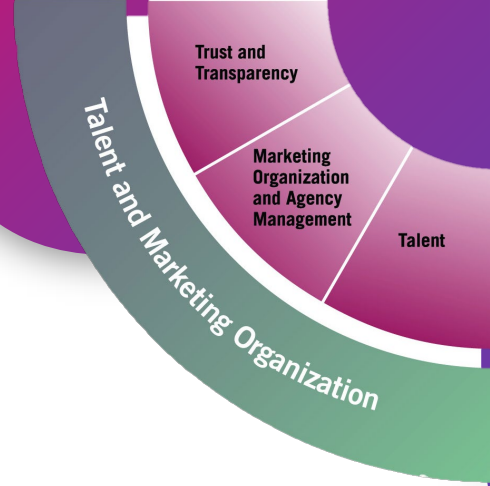 Trust and
Transparency
Marketing
Organization
and Agency
Management
Talent
Talent and Marketing Organization